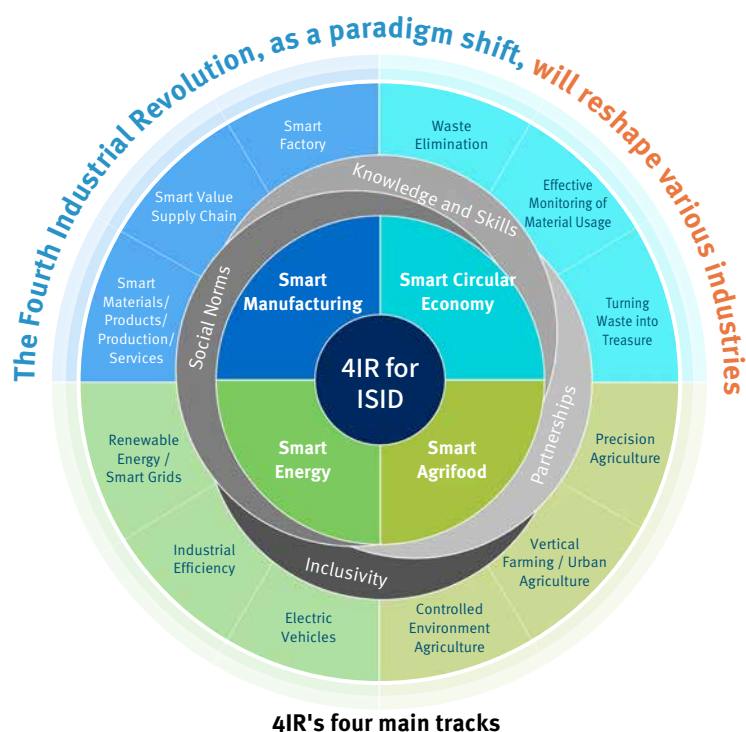 The Fourth Industrial Revolution, as a paradigm shift, will reshape various industries
Smart
Factory
Waste
Elimination
Smart Value
Supply Chain
Effective
Monitoring of
Material Usage
Smart
Materials/
Products/
Production/
Services
Turning
Waste into
Treasure
Knowledge and Skills
Social Norms
Partnerships
Inclusivity
Smart
Manufacturing
Smart Circular
Economy
4IR for
ISID
Smart
Energy
Smart
Agrifood
Renewable
Energy /
Smart Grids
Precision
Agriculture
Industrial
Efficiency
Vertical
Farming / Urban
Agriculture
Electric
Vehicles
Controlled
Environment
Agriculture
4IR's four main tracks